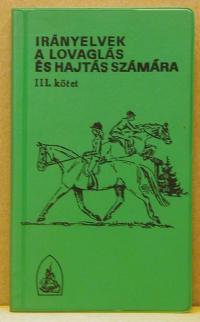 IRÁNYELVEK
A LOVAGLÁS
ÉS HAJTÁS SZÁMÁRA
III. kötet